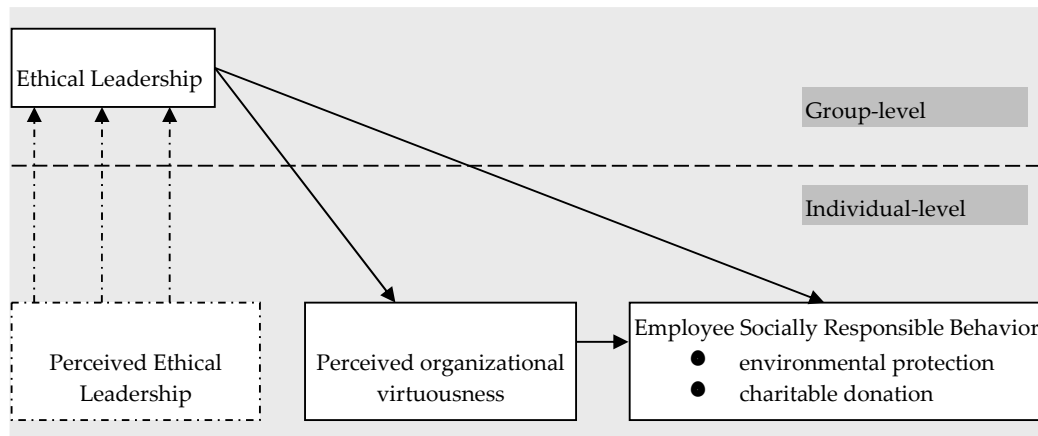 Ethical Leadership
Group-level
Individual-level
Perceived Ethical
Leadership
Perceived organizational
virtuousness
Employee Socially Responsible Behavior
● environmental protection
● charitable donation